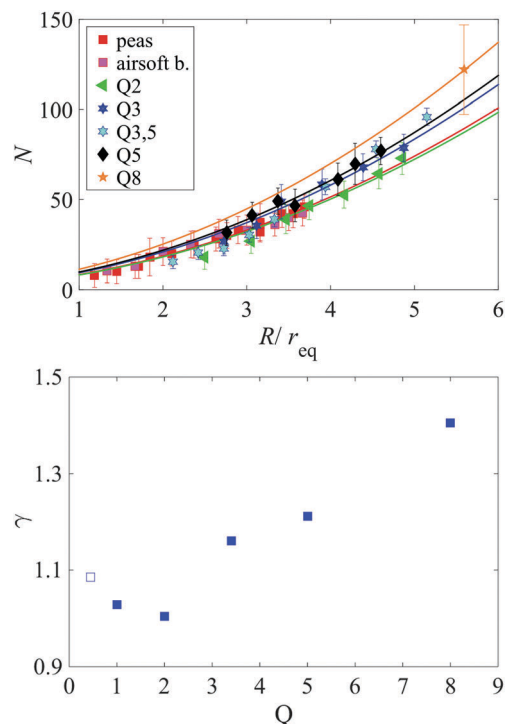 150
100
50
0
N
peas
airsoft b.
Q2
Q3
Q3,5
Q5
Q8
1 2 3 4 5 6
R/ r_eq
1.5
1.3
1.1
0.9
γ
0 1 2 3 4 5 6 7 8 9
Q